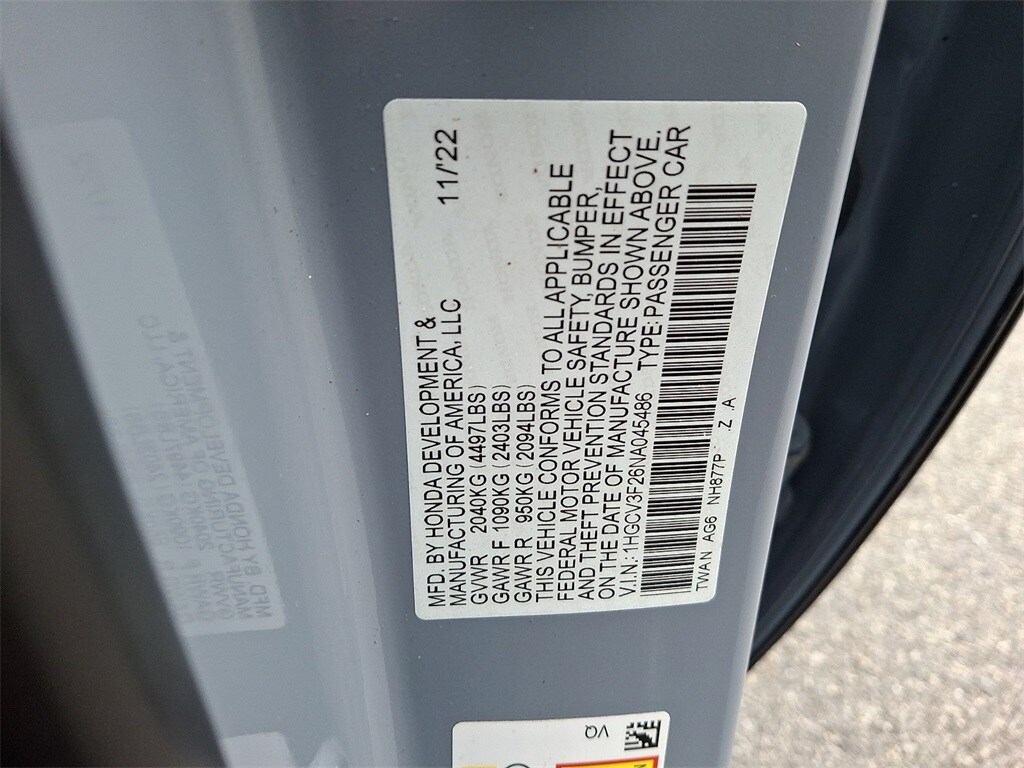 MFD. BY HONDA DEVELOPMENT & 11/'22
MANUFACTURING OF AMERICA, LLC
GVWR 2040KG (4497LBS)
GAWR F 1090KG (2403LBS)
GAWR R 950KG (2094LBS)
THIS VEHICLE CONFORMS TO ALL APPLICABLE
FEDERAL MOTOR VEHICLE SAFETY, BUMPER,
AND THEFT PREVENTION STANDARDS IN EFFECT
ON THE DATE OF MANUFACTURE SHOWN ABOVE.
V.I.N.: 1HGCV3F26NA045486 TYPE: PASSENGER CAR
TWAN AG6 NH877P .Z .A
VQ